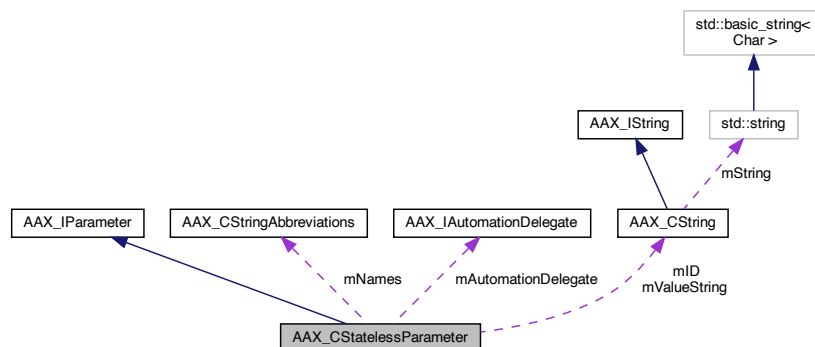 std::basic_string<
Char >
AAX_IString
std::string
mString
AAX_IParameter
AAX_CStringAbbreviations
AAX_IAutomationDelegate
AAX_CString
mNames
mAutomationDelegate
mID
mValueString
AAX_CStatelessParameter